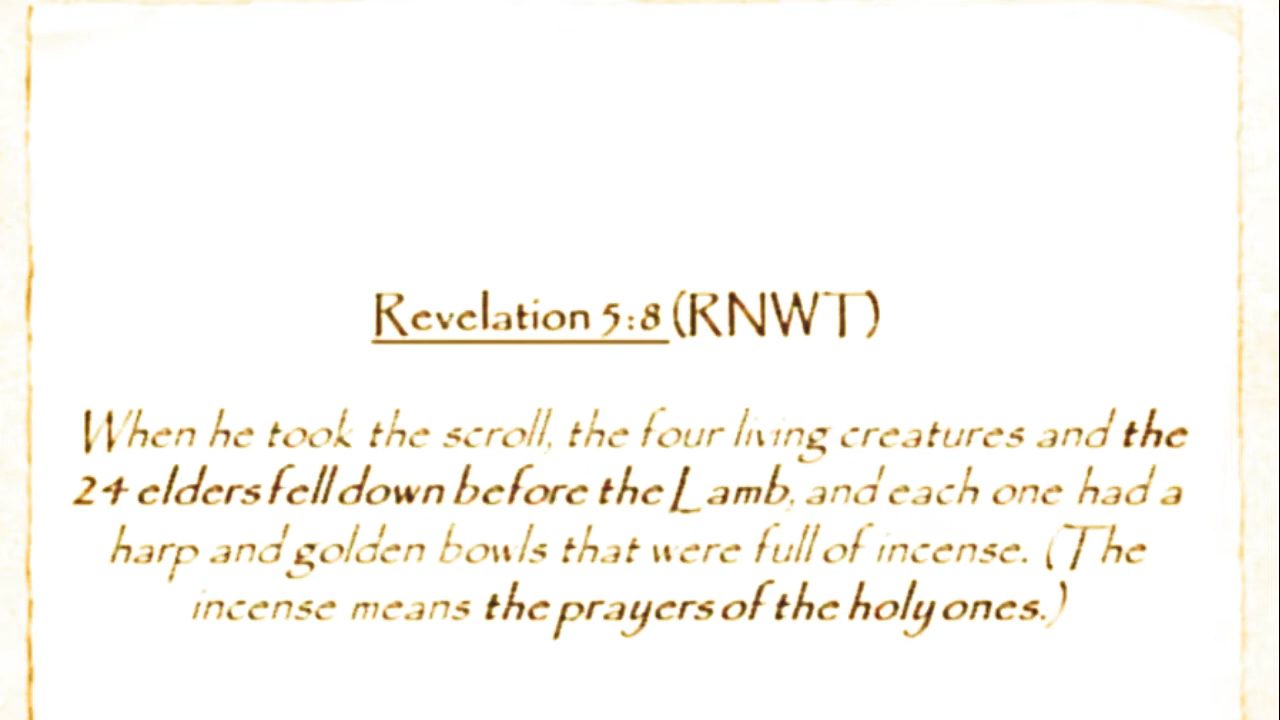 Revelation 5:8 (RNWT)
When he took the scroll, the four living creatures and the
24 elders fell down before the Lamb, and each one had a
harp and golden bowls that were full of incense. (The
incense means the prayers of the holy ones.)